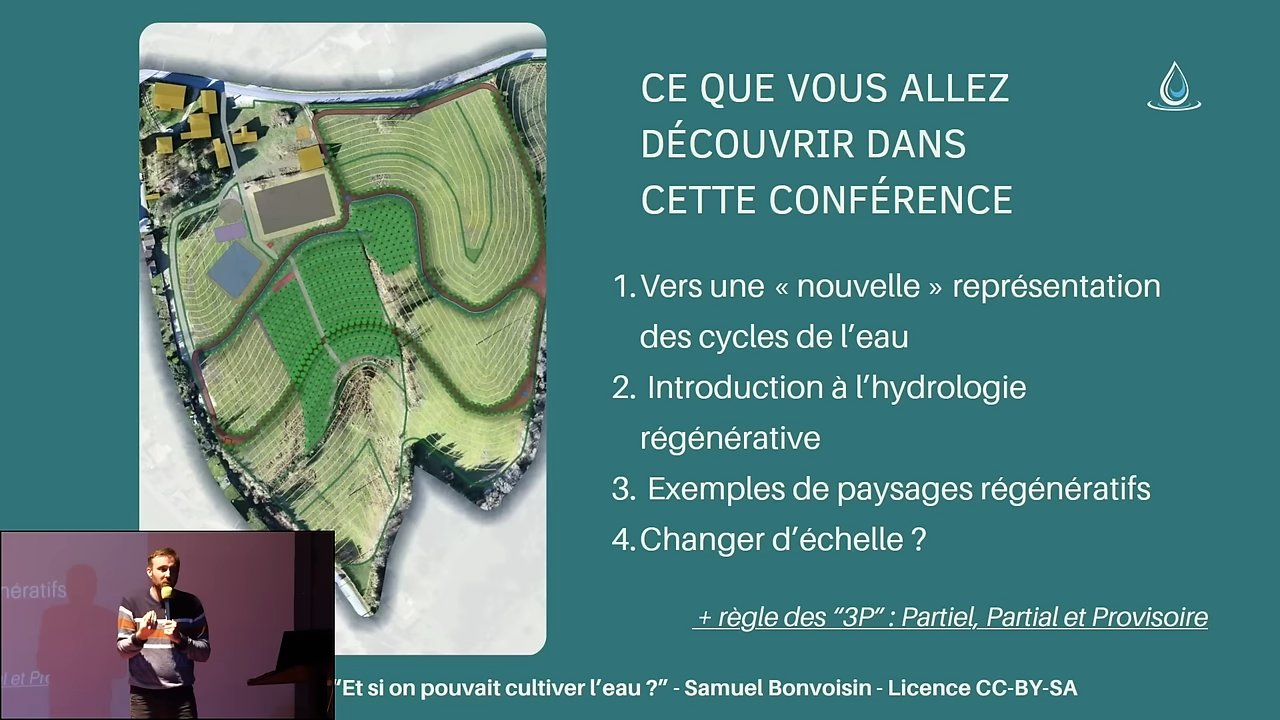 CE QUE VOUS ALLEZ
DÉCOUVRIR DANS
CETTE CONFÉRENCE
1. Vers une « nouvelle » représentation
des cycles de l’eau
2. Introduction à l’hydrologie
régénérative
3. Exemples de paysages régénératifs
4. Changer d’échelle ?
+ règle des “3P” : Partiel, Partial et Provisoire
nératifs
"Et si on pouvait cultiver l’eau ?" - Samuel Bonvoisin - Licence CC-BY-SA